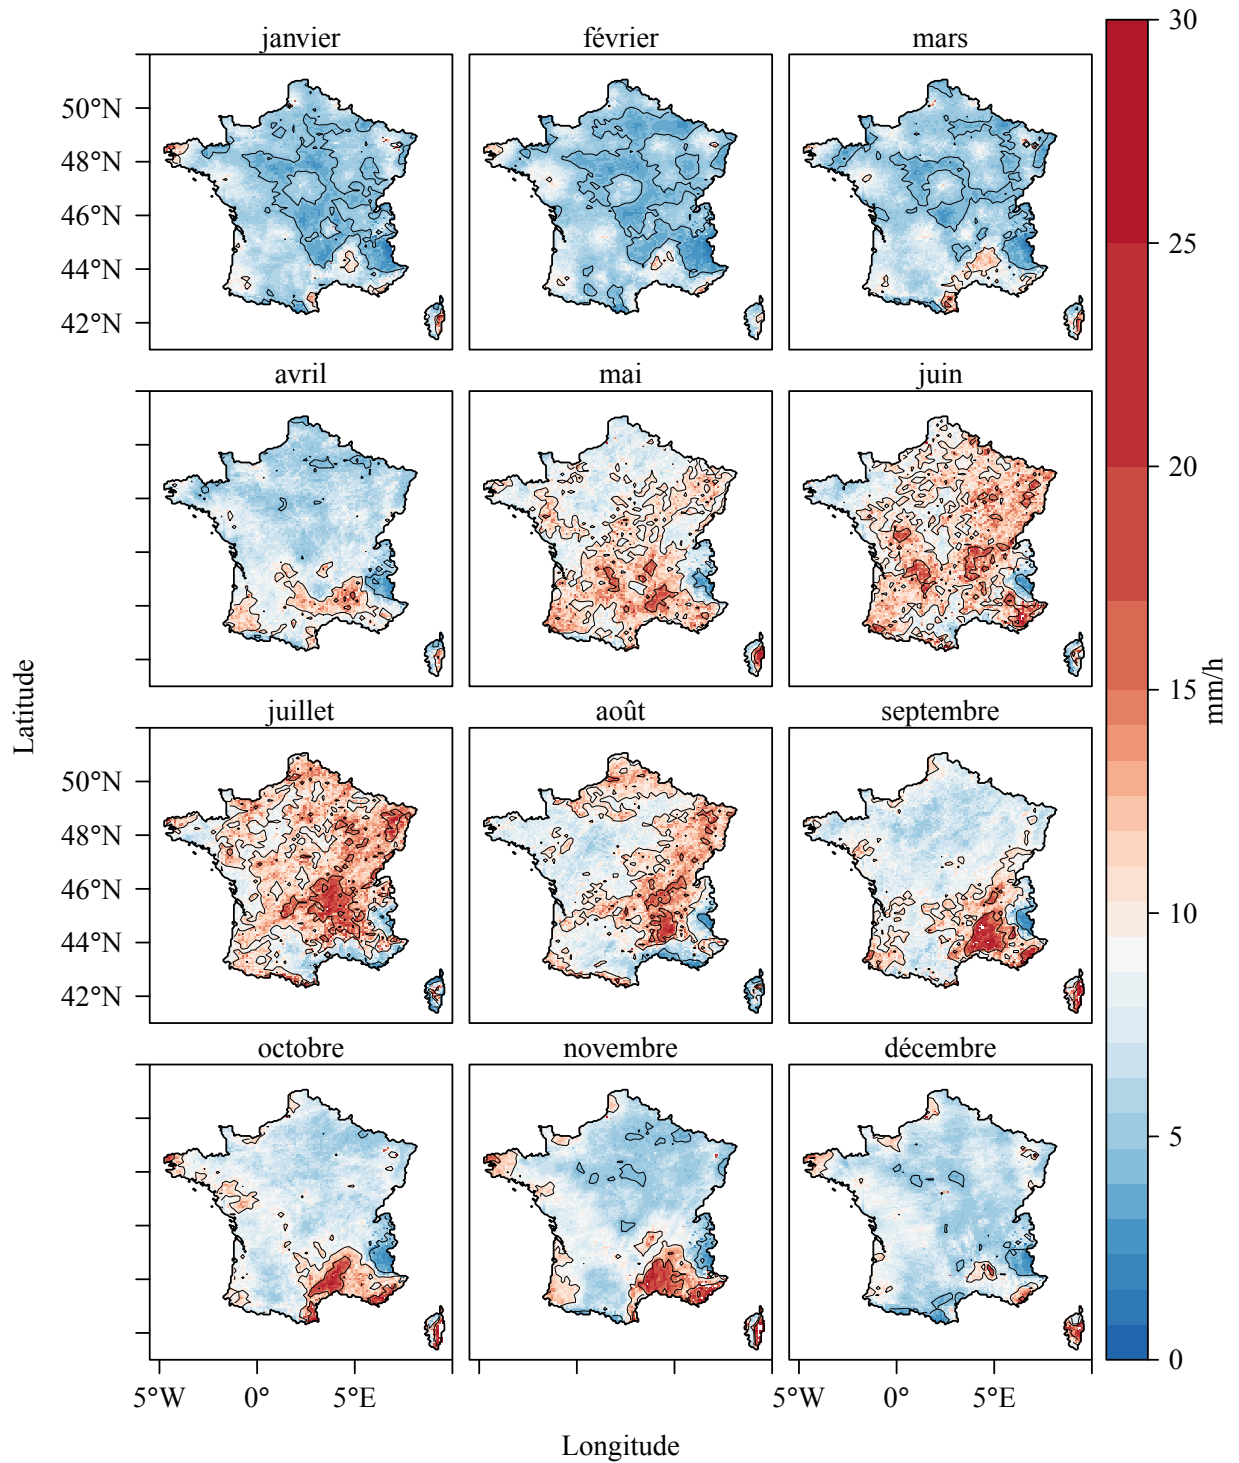 janvier février mars
30
50°N
48°N
46°N
44°N
42°N
25
avril mai juin
20
15
mm/h
Latitude
juillet août septembre
50°N
48°N
46°N
44°N
42°N
10
octobre novembre décembre
5
0
5°W 0° 5°E 5°W 0° 5°E
Longitude